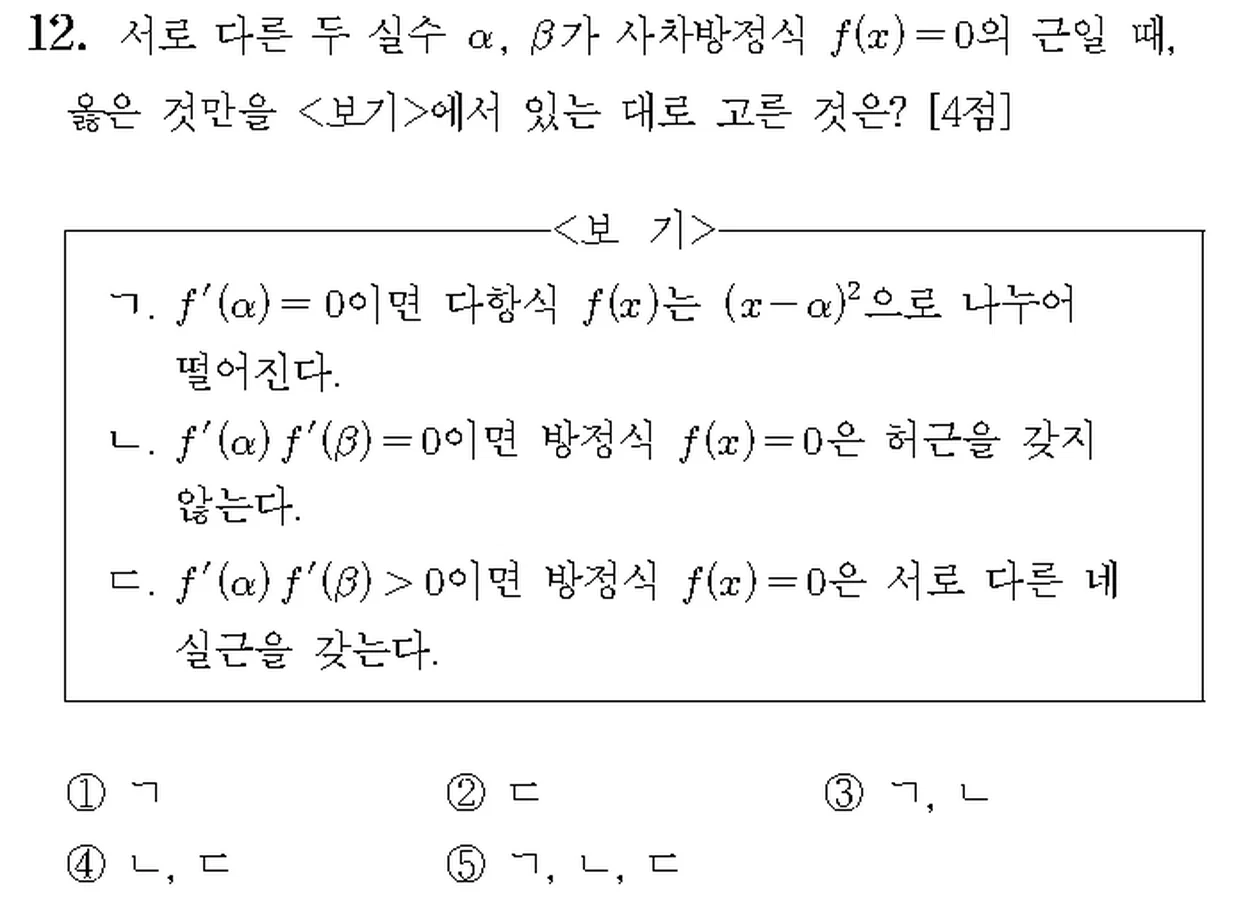 12. 서로 다른 두 실수 α, β가 사차방정식 f(x)=0의 근일 때,
옳은 것만을 <보기>에서 있는 대로 고른 것은? [4점]
<보 기>
ㄱ. f′(α)=0이면 다항식 f(x)는 (x-α)²으로 나누어
떨어진다.
ㄴ. f′(α)f′(β)=0이면 방정식 f(x)=0은 허근을 갖지
않는다.
ㄷ. f′(α)f′(β)>0이면 방정식 f(x)=0은 서로 다른 네
실근을 갖는다.
① ㄱ ② ㄷ ③ ㄱ, ㄴ
④ ㄴ, ㄷ ⑤ ㄱ, ㄴ, ㄷ